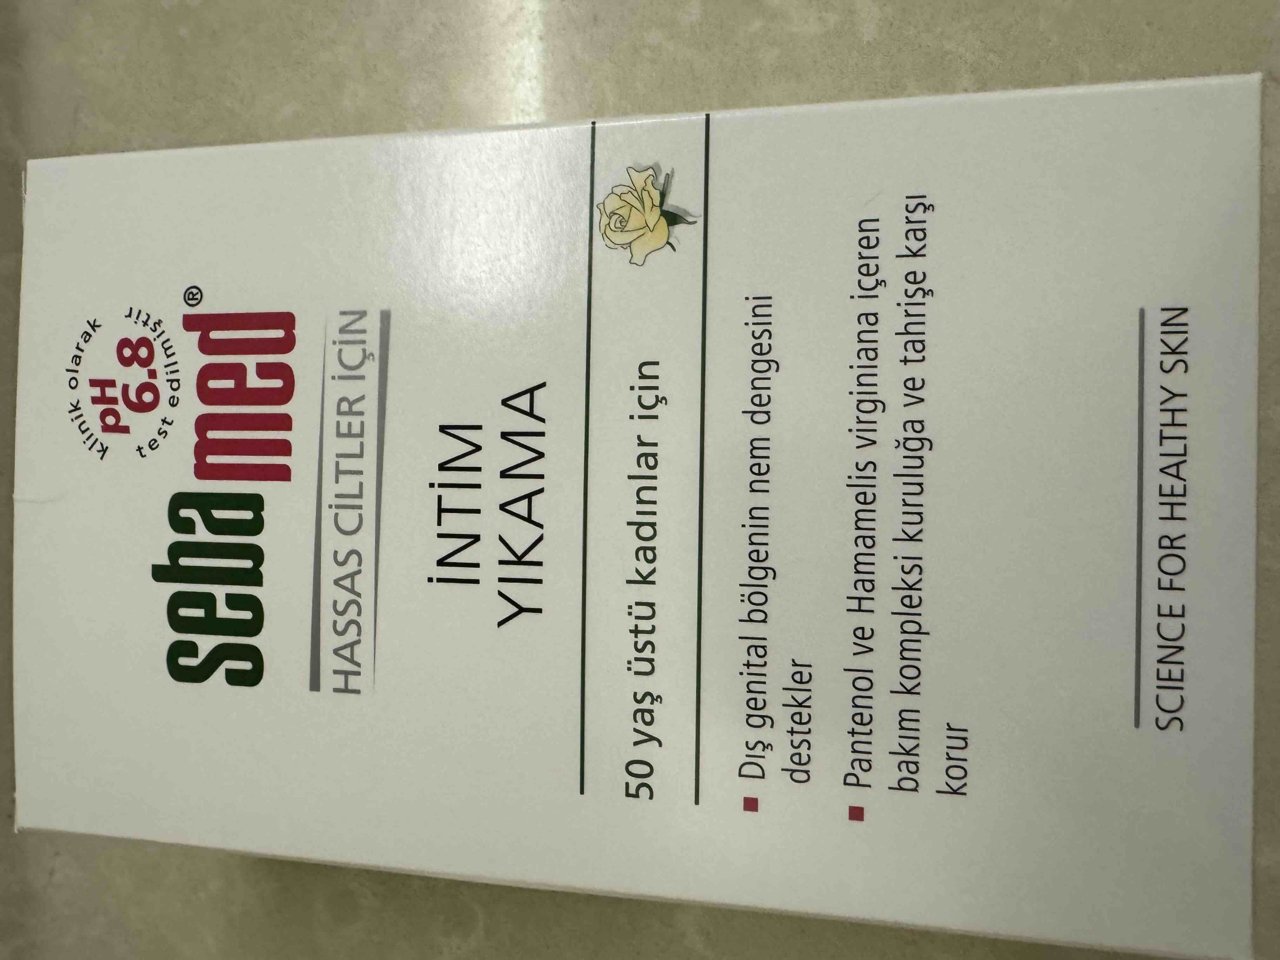 klinik olarak
pH
6.8
test edilmiştir
sebamed®
HASSAS CİLTLER İÇİN
İNTİM
YIKAMA
50 yaş üstü kadınlar için
▪ Dış genital bölgenin nem dengesini
destekler
▪ Pantenol ve Hamamelis virginiana içeren
bakım kompleksi kuruluğa ve tahrişe karşı
korur
SCIENCE FOR HEALTHY SKIN